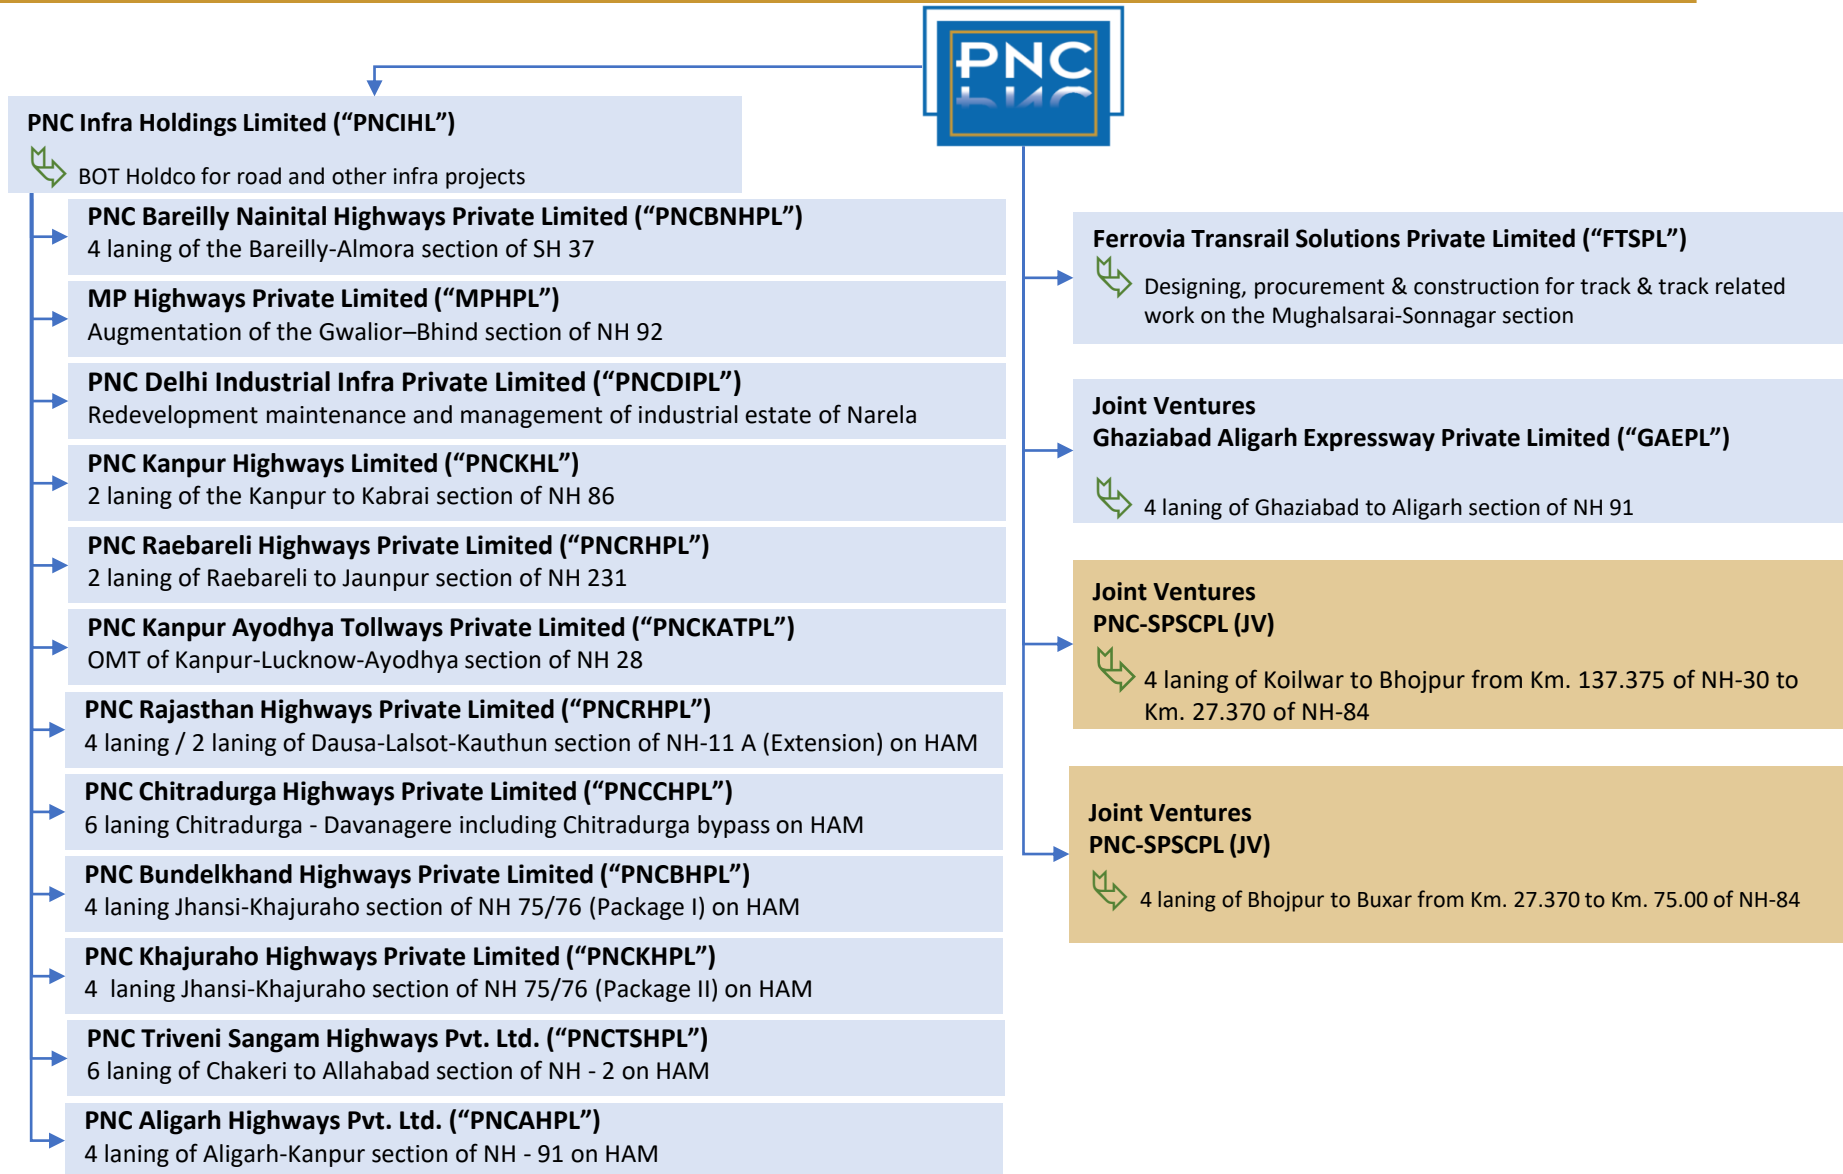 PNC
PNC Infra Holdings Limited (“PNCIHL”)
BOT Holdco for road and other infra projects
PNC Bareilly Nainital Highways Private Limited (“PNCBNHPL”)
4 laning of the Bareilly-Almora section of SH 37
MP Highways Private Limited (“MPHPL”)
Augmentation of the Gwalior–Bhind section of NH 92
PNC Delhi Industrial Infra Private Limited (“PNCDIPL”)
Redevelopment maintenance and management of industrial estate of Narela
PNC Kanpur Highways Limited (“PNCKHL”)
2 laning of the Kanpur to Kabrai section of NH 86
PNC Raebareli Highways Private Limited (“PNCRHPL”)
2 laning of Raebareli to Jaunpur section of NH 231
PNC Kanpur Ayodhya Tollways Private Limited (“PNCKATPL”)
OMT of Kanpur-Lucknow-Ayodhya section of NH 28
PNC Rajasthan Highways Private Limited (“PNCRHPL”)
4 laning / 2 laning of Dausa-Lalsot-Kauthun section of NH-11 A (Extension) on HAM
PNC Chitradurga Highways Private Limited (“PNCCHPL”)
6 laning Chitradurga - Davanagere including Chitradurga bypass on HAM
PNC Bundelkhand Highways Private Limited (“PNCBHPL”)
4 laning Jhansi-Khajuraho section of NH 75/76 (Package I) on HAM
PNC Khajuraho Highways Private Limited (“PNCKHPL”)
4 laning Jhansi-Khajuraho section of NH 75/76 (Package II) on HAM
PNC Triveni Sangam Highways Pvt. Ltd. (“PNCTSHPL”)
6 laning of Chakeri to Allahabad section of NH - 2 on HAM
PNC Aligarh Highways Pvt. Ltd. (“PNCAHPL”)
4 laning of Aligarh-Kanpur section of NH - 91 on HAM
Ferrovia Transrail Solutions Private Limited (“FTSPL”)
Designing, procurement & construction for track & track related
work on the Mughalsarai-Sonnagar section
Joint Ventures
Ghaziabad Aligarh Expressway Private Limited (“GAEPL”)
4 laning of Ghaziabad to Aligarh section of NH 91
Joint Ventures
PNC-SPSCPL (JV)
4 laning of Koilwar to Bhojpur from Km. 137.375 of NH-30 to
Km. 27.370 of NH-84
Joint Ventures
PNC-SPSCPL (JV)
4 laning of Bhojpur to Buxar from Km. 27.370 to Km. 75.00 of NH-84